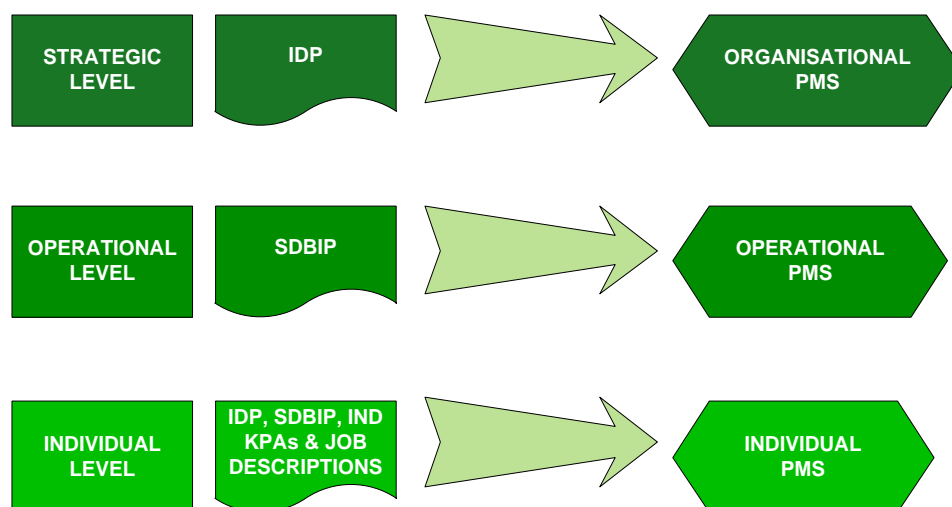 STRATEGIC
LEVEL
IDP
ORGANISATIONAL
PMS
OPERATIONAL
LEVEL
SDBIP
OPERATIONAL
PMS
INDIVIDUAL
LEVEL
IDP, SDBIP, IND
KPAs & JOB
DESCRIPTIONS
INDIVIDUAL
PMS